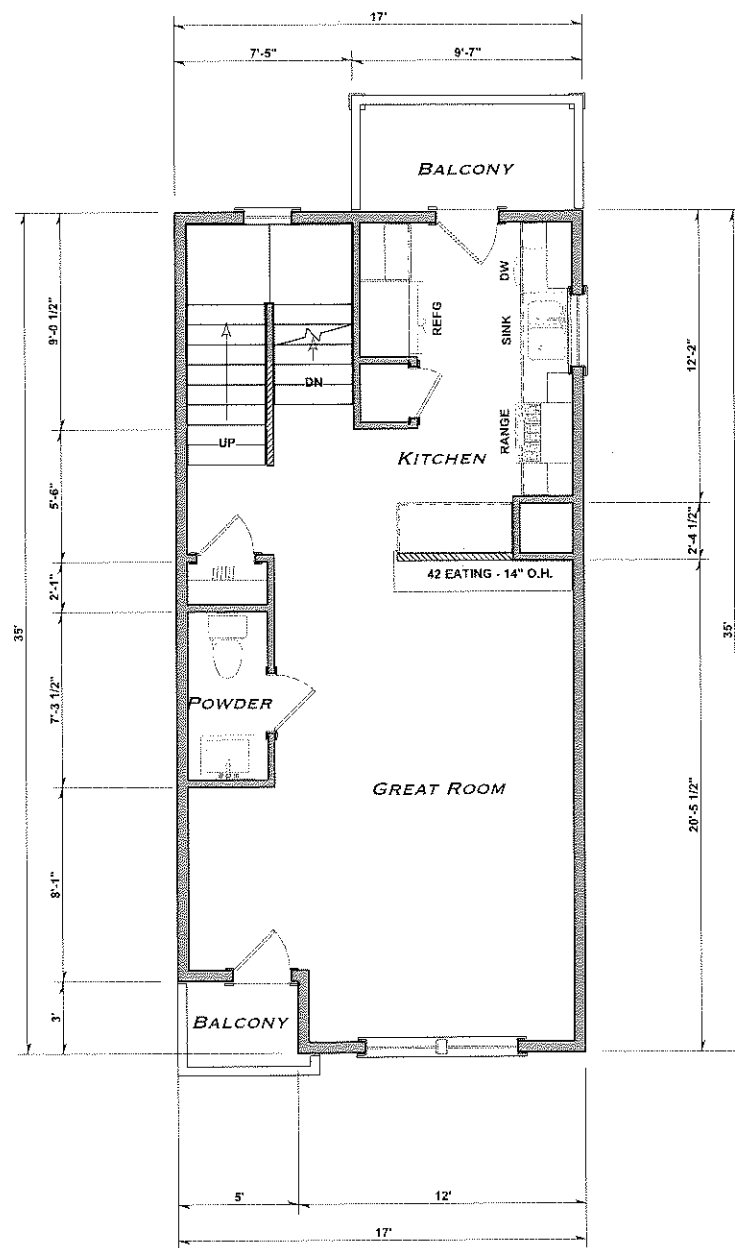 17'
7'-5"
9'-7"
BALCONY
9'-0 1/2"
5'-6"
2'-1"
7'-3 1/2"
8'-1"
3'
35'
12'-2"
2'-4 1/2"
20'-5 1/2"
35'
REFG
DW
SINK
RANGE
DN
UP
KITCHEN
42 EATING - 14" O.H.
POWDER
GREAT ROOM
BALCONY
5'
12'
17'